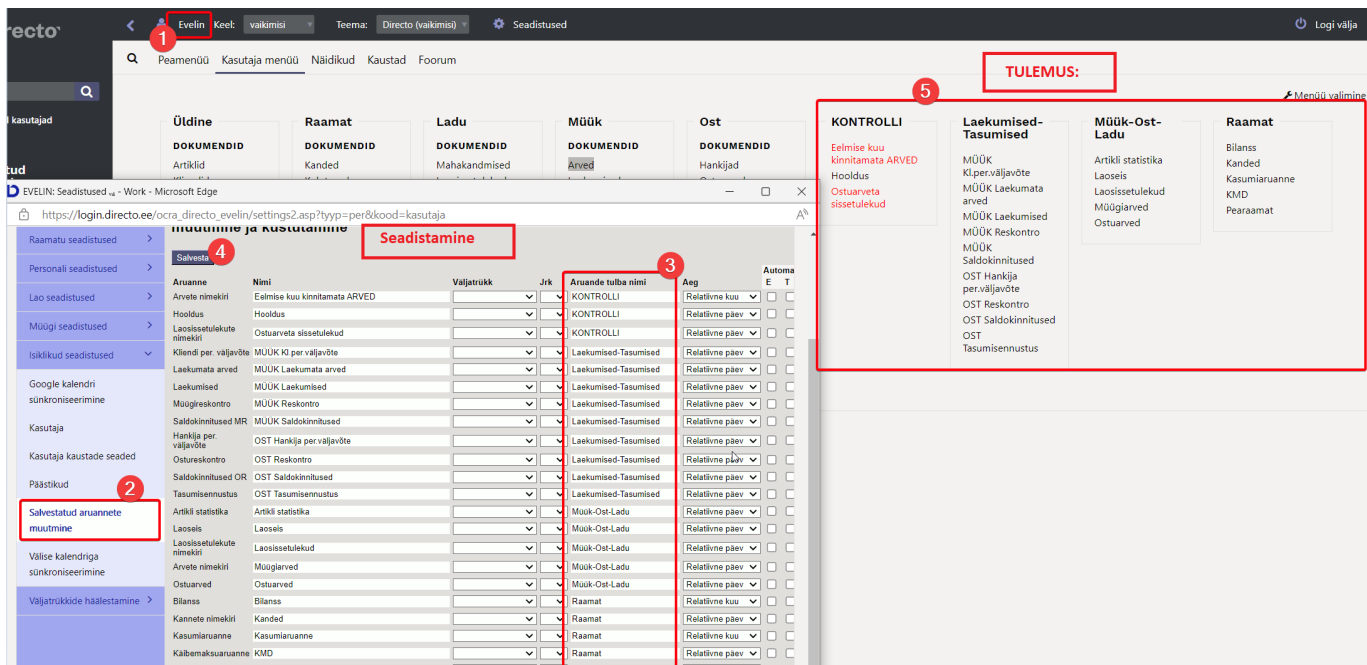 recto
Evelin Keel: vaikimisi Teema: Directo (vaikimisi) Seadistused Logi välja
1
Peamenüü Kasutaja menüü Näidikud Kaustad Foorum
TULEMUS:
5
Menüü valimine
kasutajad
tud
Üldine
DOKUMENDID
Artiklid
Raamat
DOKUMENDID
Kanded
Ladu
DOKUMENDID
Mahakandmised
Müük
DOKUMENDID
Arved
Ost
DOKUMENDID
Hankijad
KONTROLLI
Eelmise kuu
kinnitamata ARVED
Hooldus
Ostuarveta
sissetulekud
Laekumised-
Tasumised
MÜÜK
Kl.per.väljavõte
MÜÜK Laekumata
arved
MÜÜK Laekumised
MÜÜK Reskontro
MÜÜK
Saldokinnitused
OST Hankija
per.väljavõte
OST Reskontro
OST Saldokinnitused
OST
Tasumisennustus
Müük-Ost-
Ladu
Artikli statistika
Laoseis
Laosissetulekud
Müügiarved
Ostuarved
Raamat
Bilanss
Kanded
Kasumiaruanne
KMD
Pearaamat
EVELIN: Seadistused - Work - Microsoft Edge
https://login.directo.ee/ocra_directo_evelin/settings2.asp?tyyp=per&kood=kasutaja
Raamatu seadistused
Personali seadistused
Lao seadistused
Müügi seadistused
Isiklikud seadistused
Google kalendri
sünkroniseerimine
Kasutaja
Kasutaja kaustade seaded
Päästikud
2
Salvestatud aruannete
muutmine
Välise kalendriga
sünkroniseerimine
Väljatrükkide häälestamine
muutmine ja kustutamine
Seadistamine
Salvesta
4
3
Automa
Aruanne Nimi Väljatrükk Jrk Aruande tulba nimi Aeg E T
Arvete nimekiri Eelmise kuu kinnitamata ARVED KONTROLLI Relatiivne kuu
Hooldus Hooldus KONTROLLI Relatiivne päev
Laosissetulekute
nimekiri Ostuarveta sissetulekud KONTROLLI Relatiivne päev
Kliendi per. väljavõte MÜÜK Kl.per.väljavõte Laekumised-Tasumised Relatiivne päev
Laekumata arved MÜÜK Laekumata arved Laekumised-Tasumised Relatiivne päev
Laekumised MÜÜK Laekumised Laekumised-Tasumised Relatiivne päev
Müügireskontro MÜÜK Reskontro Laekumised-Tasumised Relatiivne päev
Saldokinnitused MR MÜÜK Saldokinnitused Laekumised-Tasumised Relatiivne päev
Hankija per.
väljavõte OST Hankija per.väljavõte Laekumised-Tasumised Relatiivne päev
Ostureskontro OST Reskontro Laekumised-Tasumised Relatiivne päev
Saldokinnitused OR OST Saldokinnitused Laekumised-Tasumised Relatiivne päev
Tasumisennustus OST Tasumisennustus Laekumised-Tasumised Relatiivne päev
Artikli statistika Artikli statistika Müük-Ost-Ladu Relatiivne päev
Laoseis Laoseis Müük-Ost-Ladu Relatiivne päev
Laosissetulekute
nimekiri Laosissetulekud Müük-Ost-Ladu Relatiivne päev
Arvete nimekiri Müügiarved Müük-Ost-Ladu Relatiivne päev
Ostuarved Ostuarved Müük-Ost-Ladu Relatiivne päev
Bilanss Bilanss Raamat Relatiivne kuu
Kannete nimekiri Kanded Raamat Relatiivne päev
Kasumiaruanne Kasumiaruanne Raamat Relatiivne kuu
Käibemaksuaruanne KMD Raamat Relatiivne päev